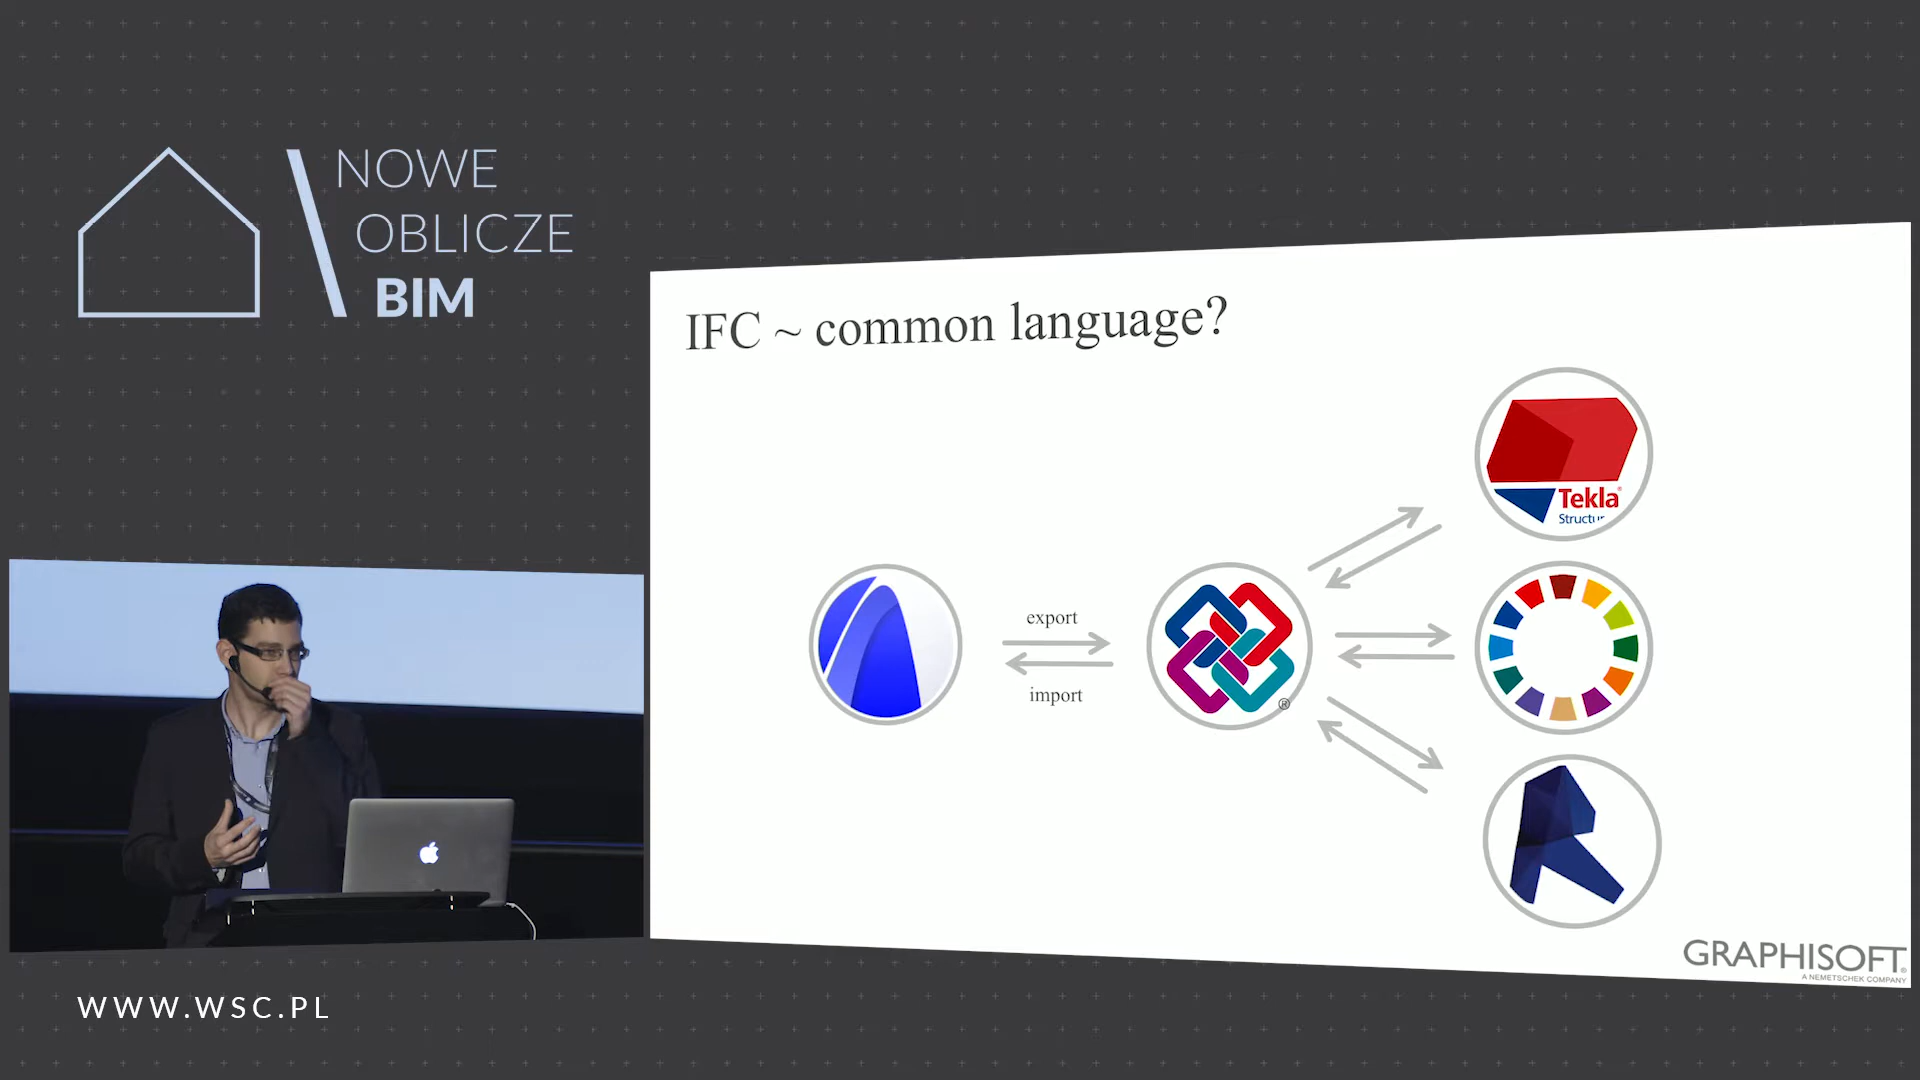 NOWE
OBLICZE
BIM
IFC ~ common language?
Tekla®
export
import
®
GRAPHISOFT®
A NEMETSCHEK COMPANY
WWW.WSC.PL